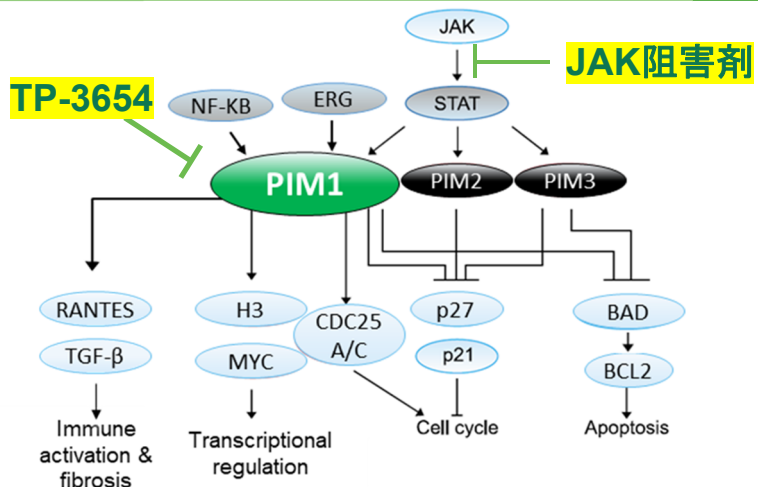 JAK
JAK阻害剤
TP-3654
NF-KB
ERG
STAT
PIM1
PIM2
PIM3
RANTES
H3
CDC25
A/C
p27
BAD
TGF-β
MYC
p21
BCL2
Immune
activation &
fibrosis
Transcriptional
regulation
Cell cycle
Apoptosis